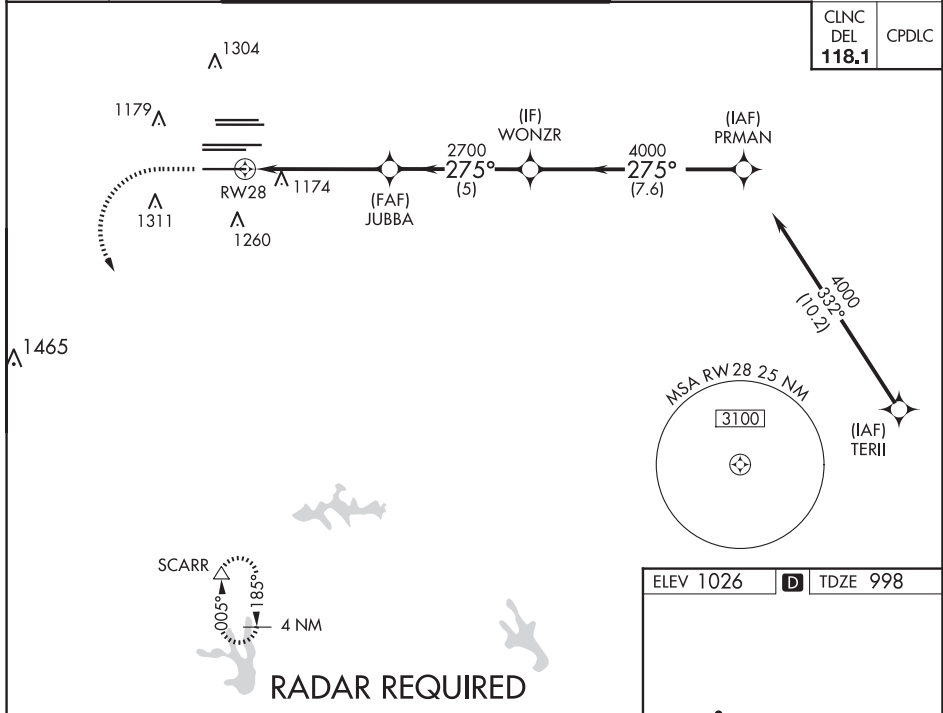 CLNC
DEL
118.1
CPDLC
1304
1179
(IF)
WONZR
(IAF)
PRMAN
2700
275°
(5)
4000
275°
(7.6)
RW28
1174
(FAF)
JUBBA
1311
1260
4000
332°
(10.2)
1465
MSA RW28 25 NM
3100
(IAF)
TERII
SCARR
005°
185°
4 NM
ELEV 1026
D
TDZE 998
RADAR REQUIRED